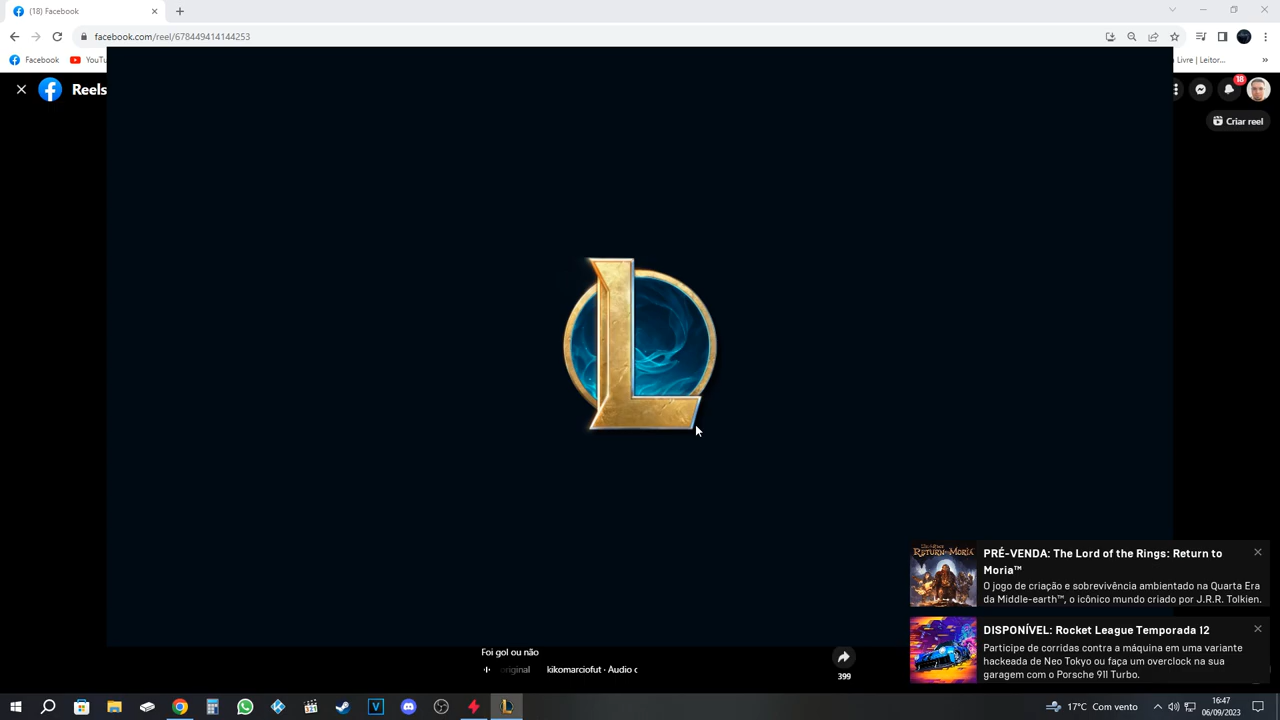 (18) Facebook
facebook.com/reel/678449414144253
Facebook
YouTu
Livre | Leitor...
Reels
18
Criar reel
L
PRÉ-VENDA: The Lord of the Rings: Return to
Moria™
O jogo de criação e sobrevivência ambientado na Quarta Era
da Middle-earth™, o icônico mundo criado por J.R.R. Tolkien.
DISPONÍVEL: Rocket League Temporada 12
Participe de corridas contra a máquina em uma variante
hackeada de Neo Tokyo ou faça um overclock na sua
garagem com o Porsche 911 Turbo.
Foi gol ou não
original kikomarciofut · Áudio c
399
17°C Com vento
16:47
06/09/2023